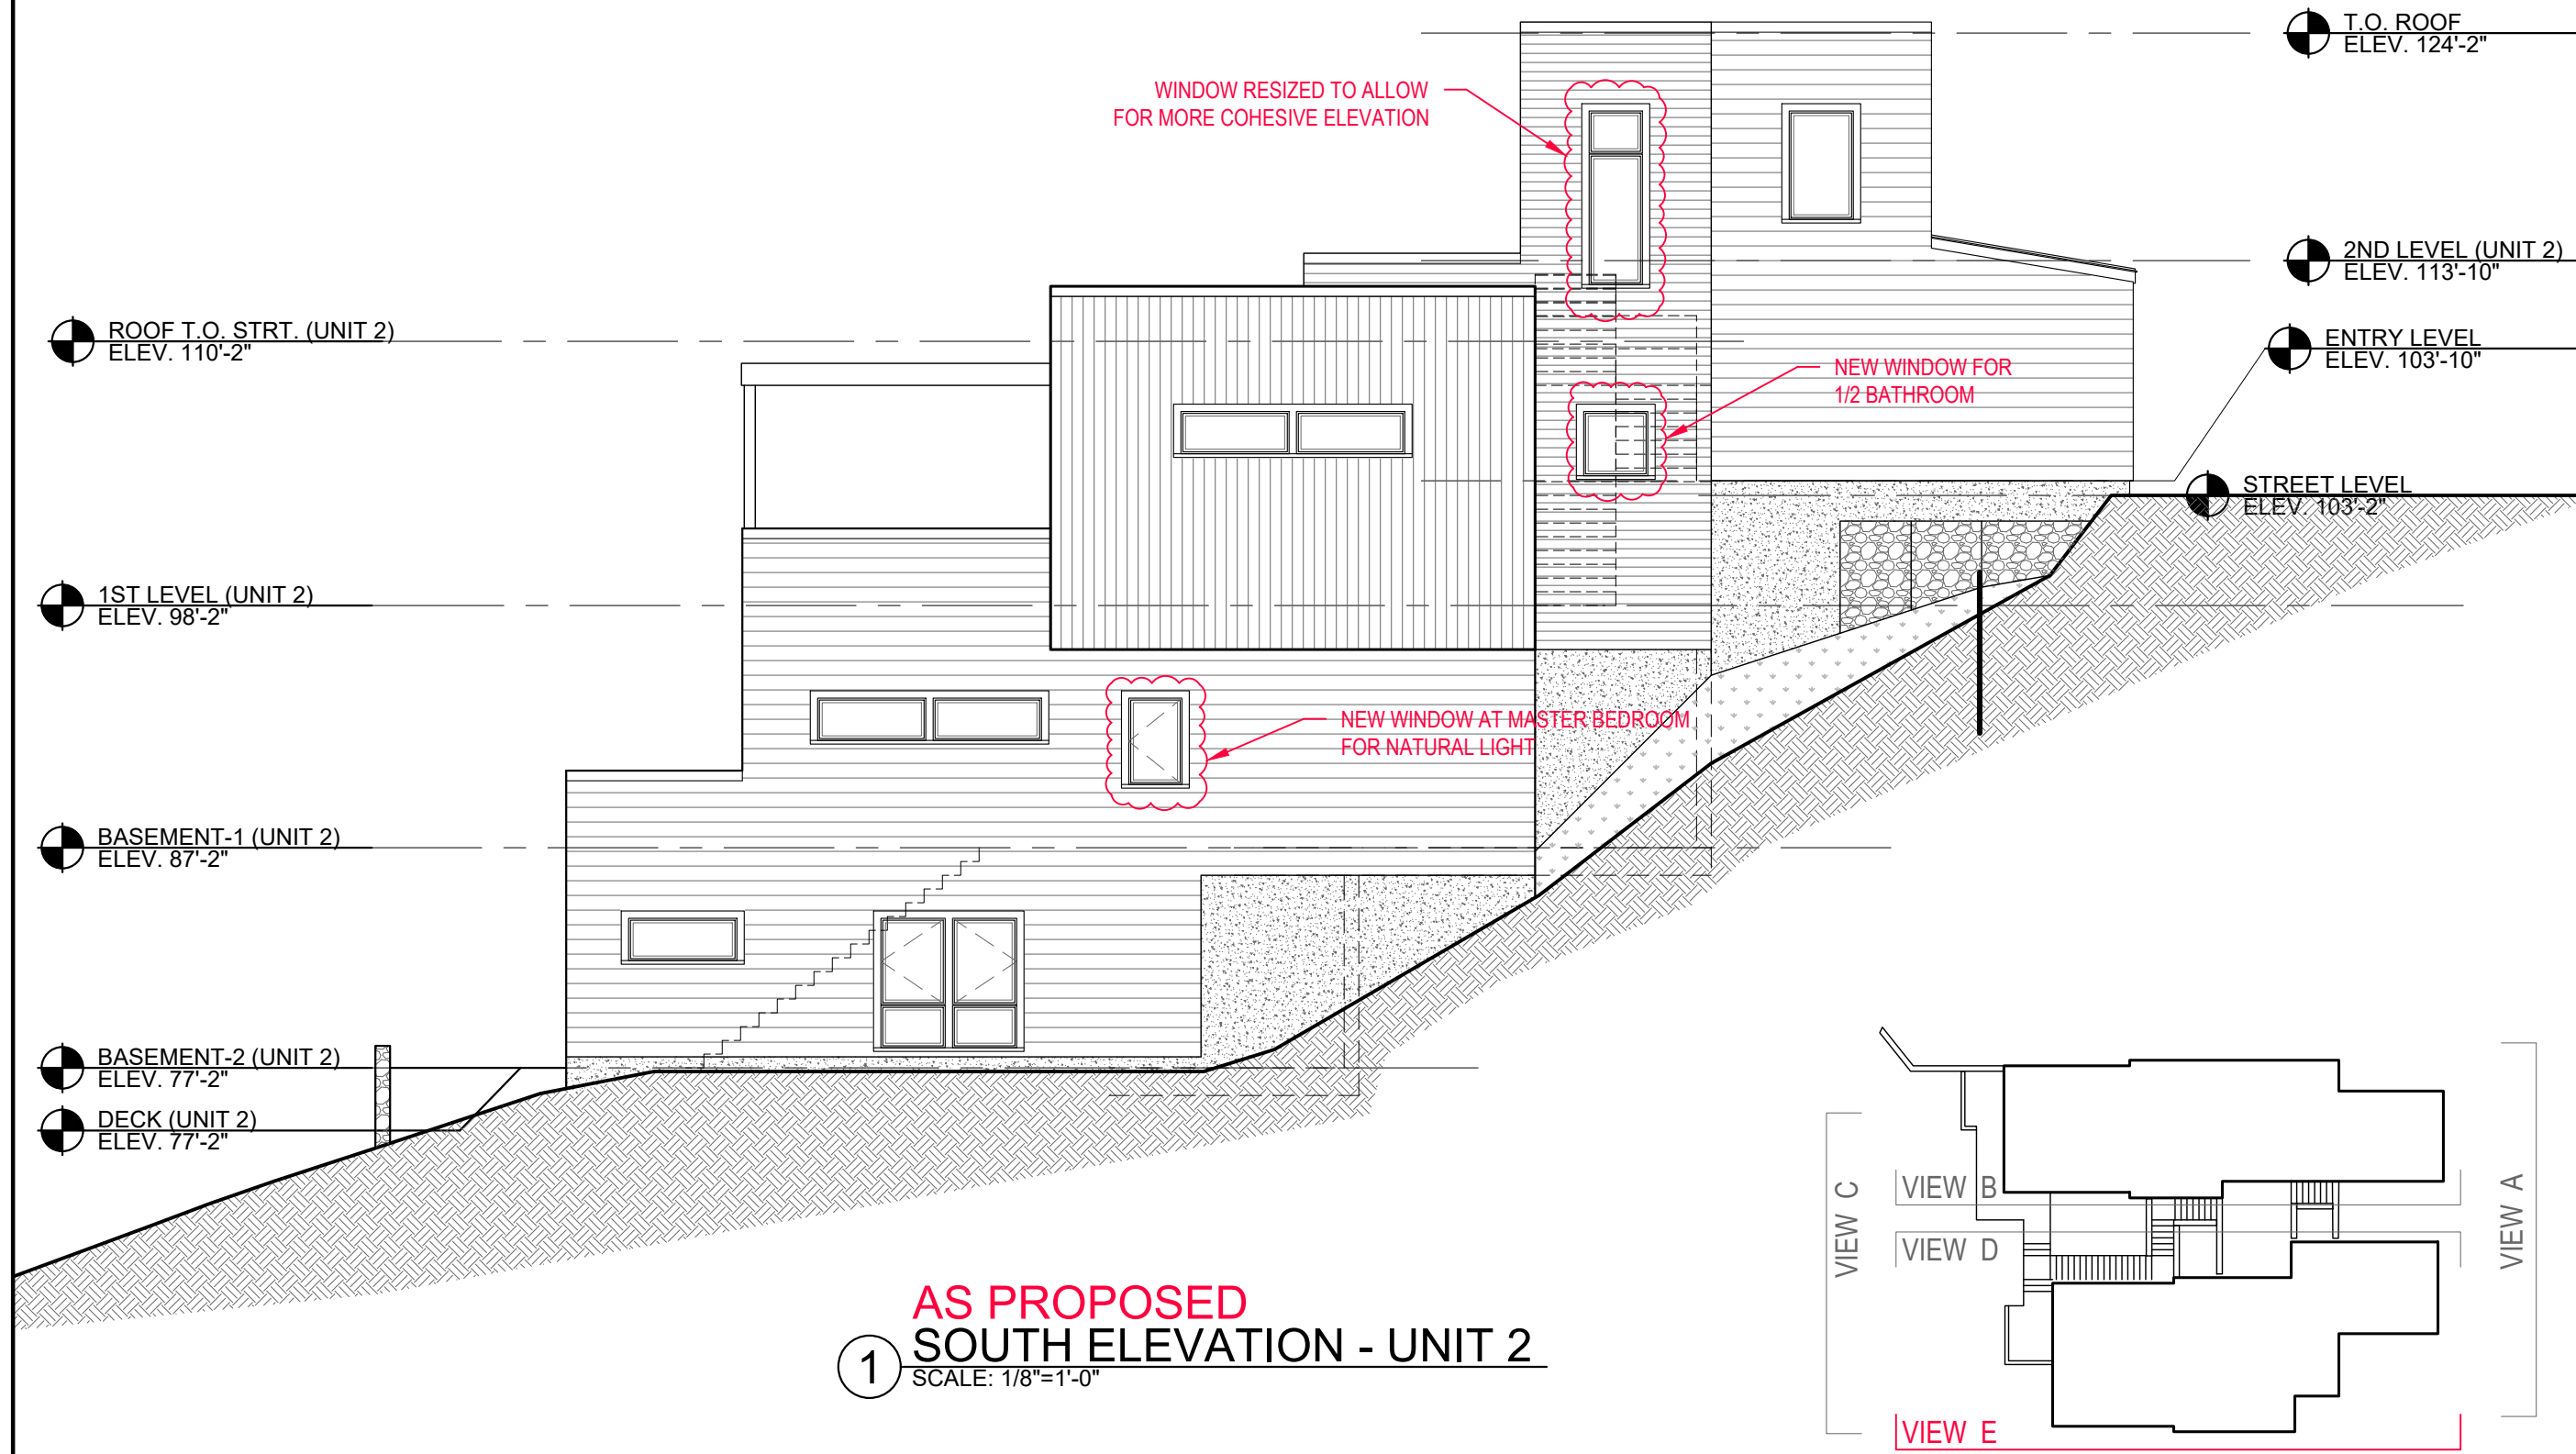 T.O. ROOF
ELEV. 124'-2"
WINDOW RESIZED TO ALLOW
FOR MORE COHESIVE ELEVATION
2ND LEVEL (UNIT 2)
ELEV. 113'-10"
ROOF T.O. STRT. (UNIT 2)
ELEV. 110'-2"
ENTRY LEVEL
ELEV. 103'-10"
NEW WINDOW FOR
1/2 BATHROOM
STREET LEVEL
ELEV. 103'-2"
1ST LEVEL (UNIT 2)
ELEV. 98'-2"
NEW WINDOW AT MASTER BEDROOM
FOR NATURAL LIGHT
BASEMENT-1 (UNIT 2)
ELEV. 87'-2"
BASEMENT-2 (UNIT 2)
ELEV. 77'-2"
DECK (UNIT 2)
ELEV. 77'-2"
VIEW C
VIEW B
VIEW A
VIEW D
VIEW E
AS PROPOSED
1 SOUTH ELEVATION - UNIT 2
SCALE: 1/8"=1'-0"